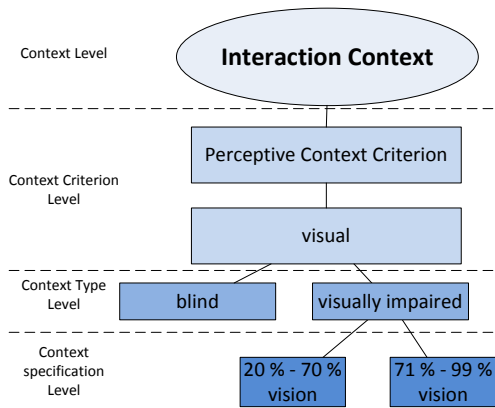 Context Level
Interaction Context
Perceptive Context Criterion
Context Criterion
Level
visual
Context Type
Level
blind
visually impaired
Context
specification
Level
20 % - 70 %
vision
71 % - 99 %
vision